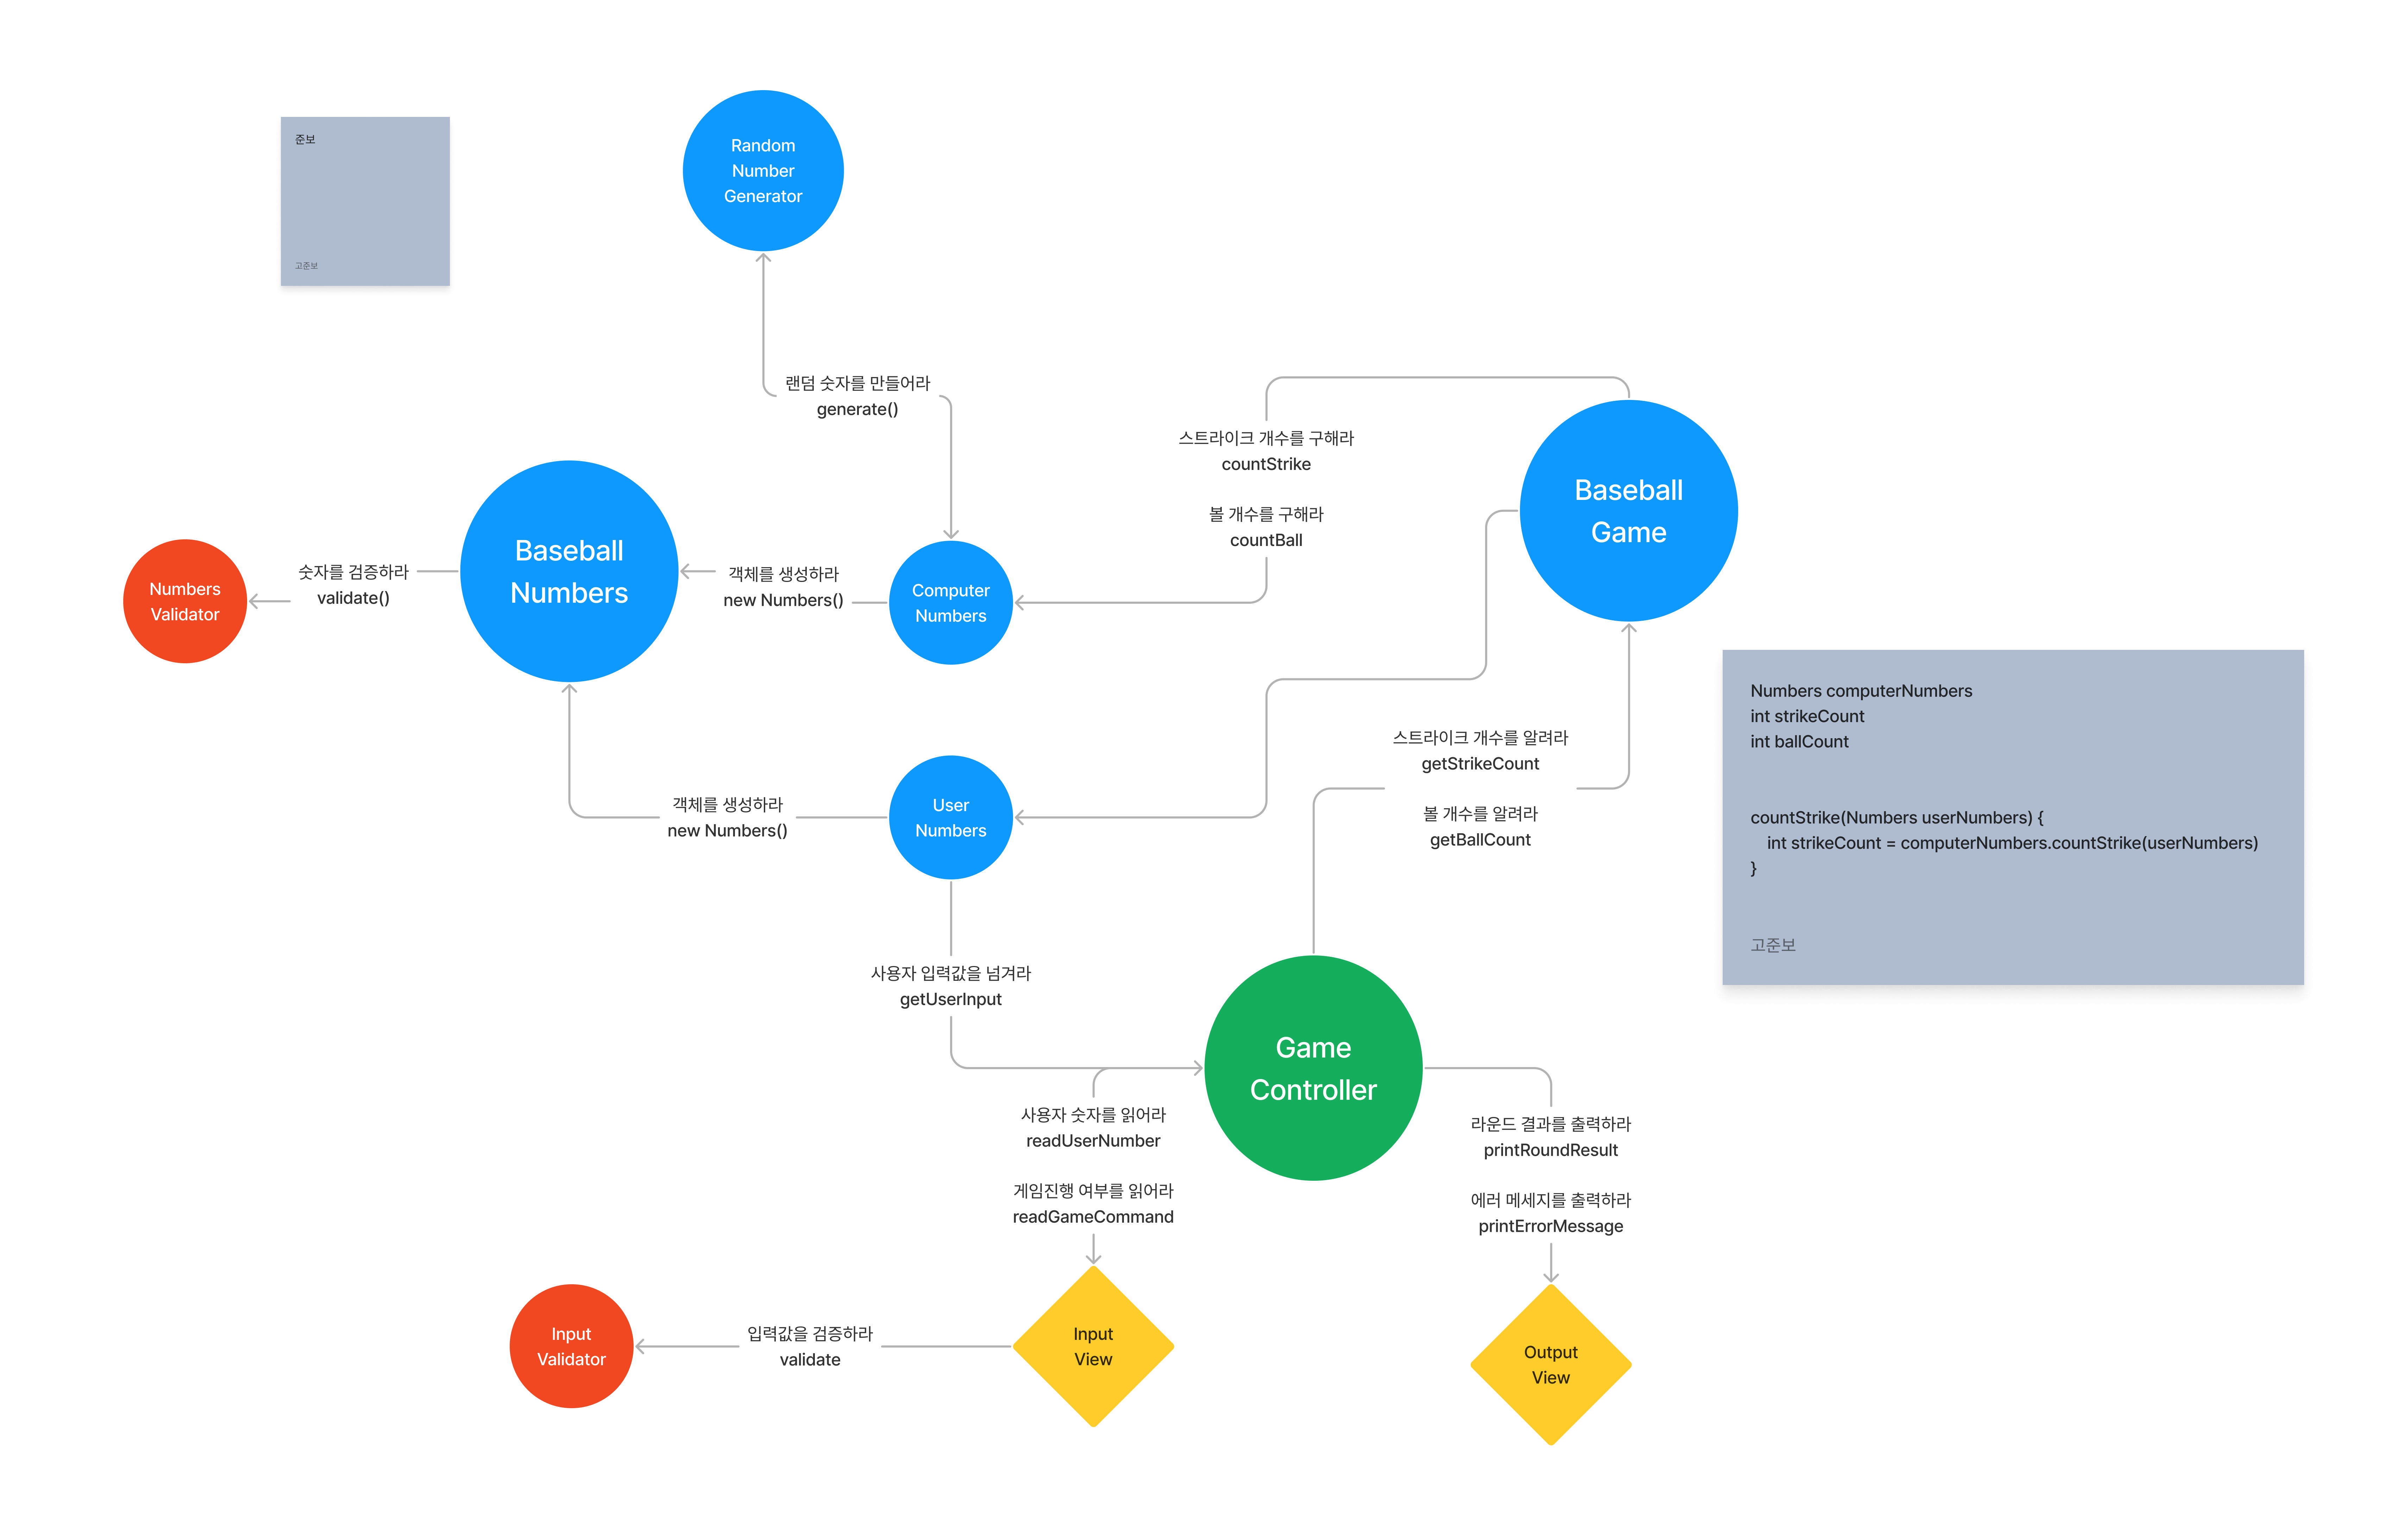 준보
고준보
Random
Number
Generator
랜덤 숫자를 만들어라
generate()
스트라이크 개수를 구해라
countStrike
볼 개수를 구해라
countBall
Baseball
Game
Baseball
Numbers
숫자를 검증하라
validate()
Numbers
Validator
객체를 생성하라
new Numbers()
Computer
Numbers
Numbers computerNumbers
int strikeCount
int ballCount
countStrike(Numbers userNumbers) {
int strikeCount = computerNumbers.countStrike(userNumbers)
}
고준보
스트라이크 개수를 알려라
getStrikeCount
볼 개수를 알려라
getBallCount
객체를 생성하라
new Numbers()
User
Numbers
사용자 입력값을 넘겨라
getUserInput
Game
Controller
사용자 숫자를 읽어라
readUserNumber
게임진행 여부를 읽어라
readGameCommand
라운드 결과를 출력하라
printRoundResult
에러 메세지를 출력하라
printErrorMessage
Input
Validator
입력값을 검증하라
validate
Input
View
Output
View